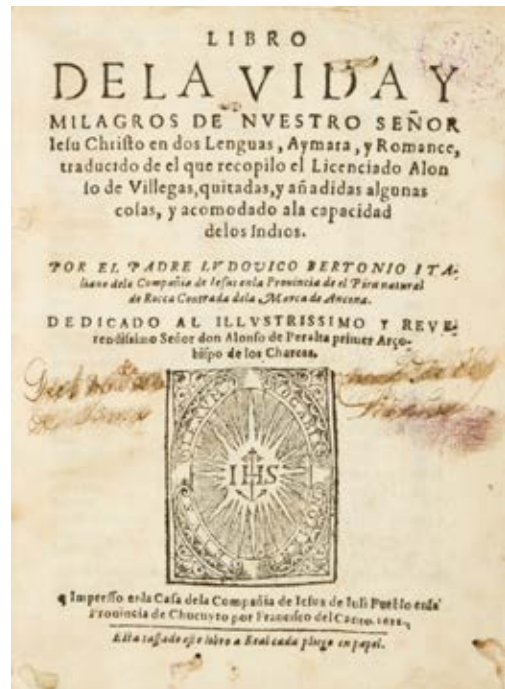 LIBRO
DE LA VIDA Y
MILAGROS DE NVESTRO SEÑOR
Iesu Christo en dos Lenguas, Aymara, y Romance,
traducido de el que recopilo el Licenciado Alon
so de Villegas, quitadas, y añadidas algunas
cosas, y acomodado ala capacidad
delos Indios.
POR EL PADRE LVDOVICO BERTONIO ITA-
liano dela Compañia de Iesus en la Prouincia de el Piru natural
de Rocca Contrada dela Marca de Ancona.
DEDICADO AL ILLVSTRISSIMO Y REVE-
rendissimo Señor don Alonso de Peralta primer Arço-
bispo de los Charcas.
IHS
Impresso enla Casa dela Compañia de Iesus de Iuli Pueblo enla
Prouincia de Chucuyto por Francisco del Canto. 1612.
Esta tassado este libro a Real cada pliego en papel.